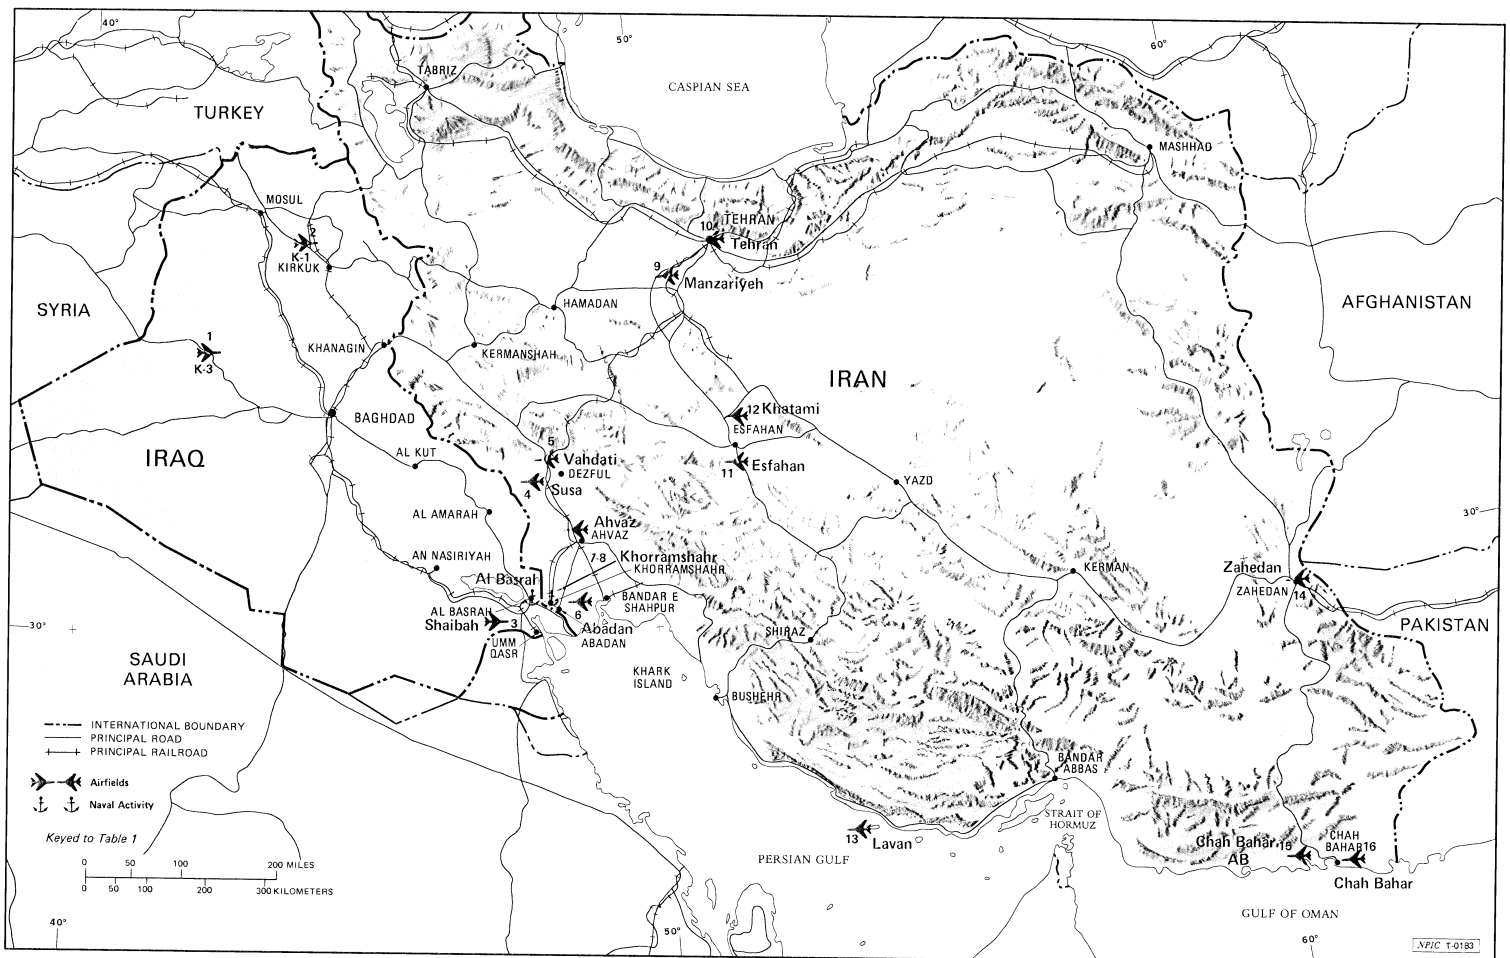 40°
50°
60°
TABRIZ
CASPIAN SEA
TURKEY
MASHHAD
MOSUL
2
K-1
KIRKUK
TEHRAN
10
Tehran
9
Manzariyeh
SYRIA
HAMADAN
AFGHANISTAN
1
K-3
KHANAGIN
KERMANSHAH
IRAN
BAGHDAD
12 Khatami
ESFAHAN
IRAQ
AL KUT
5
Vahdati
DEZFUL
4
Susa
11
Esfahan
YAZD
AL AMARAH
Ahvaz
AHVAZ
30°
AN NASIRIYAH
7-8
Khorramshahr
KHORRAMSHAHR
KERMAN
Zahedan
ZAHEDAN
14
Al Basrah
AL BASRAH
Shaibah
3
BANDAR E
SHAHPUR
6
Abadan
ABADAN
UMM
QASR
30°
SHIRAZ
PAKISTAN
SAUDI
ARABIA
KHARK
ISLAND
BUSHEHR
INTERNATIONAL BOUNDARY
PRINCIPAL ROAD
PRINCIPAL RAILROAD
Airfields
Naval Activity
Keyed to Table 1
BANDAR
ABBAS
STRAIT OF
HORMUZ
13
Lavan
PERSIAN GULF
Chah Bahar
AB
15
CHAH
BAHAR
16
Chah Bahar
0 50 100 200 MILES
0 50 100 200 300 KILOMETERS
GULF OF OMAN
40°
50°
60°
NPIC T-0183